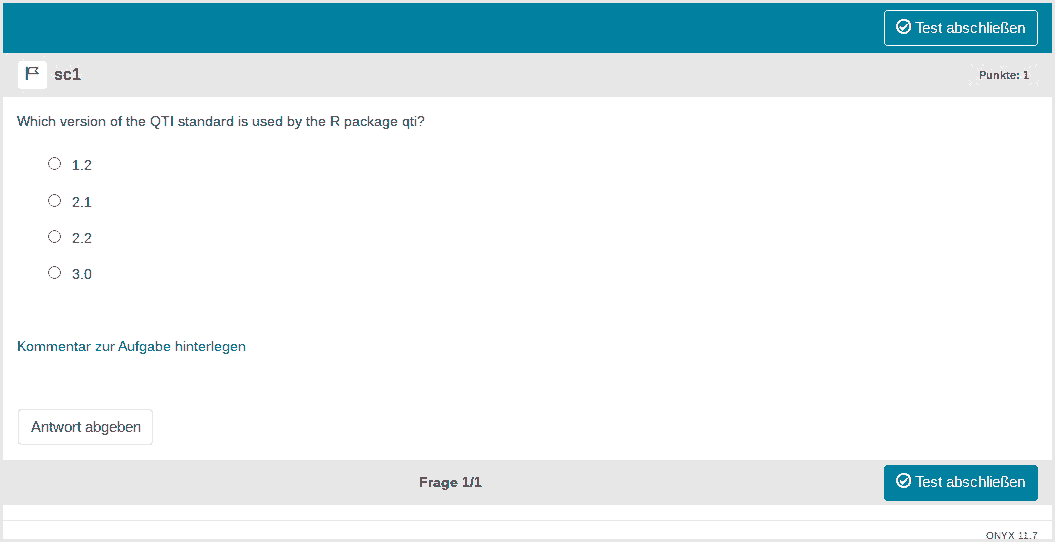 Test abschließen
sc1
Punkte: 1
Which version of the QTI standard is used by the R package qti?
1.2
2.1
2.2
3.0
Kommentar zur Aufgabe hinterlegen
Antwort abgeben
Frage 1/1
Test abschließen
ONYX 11.7